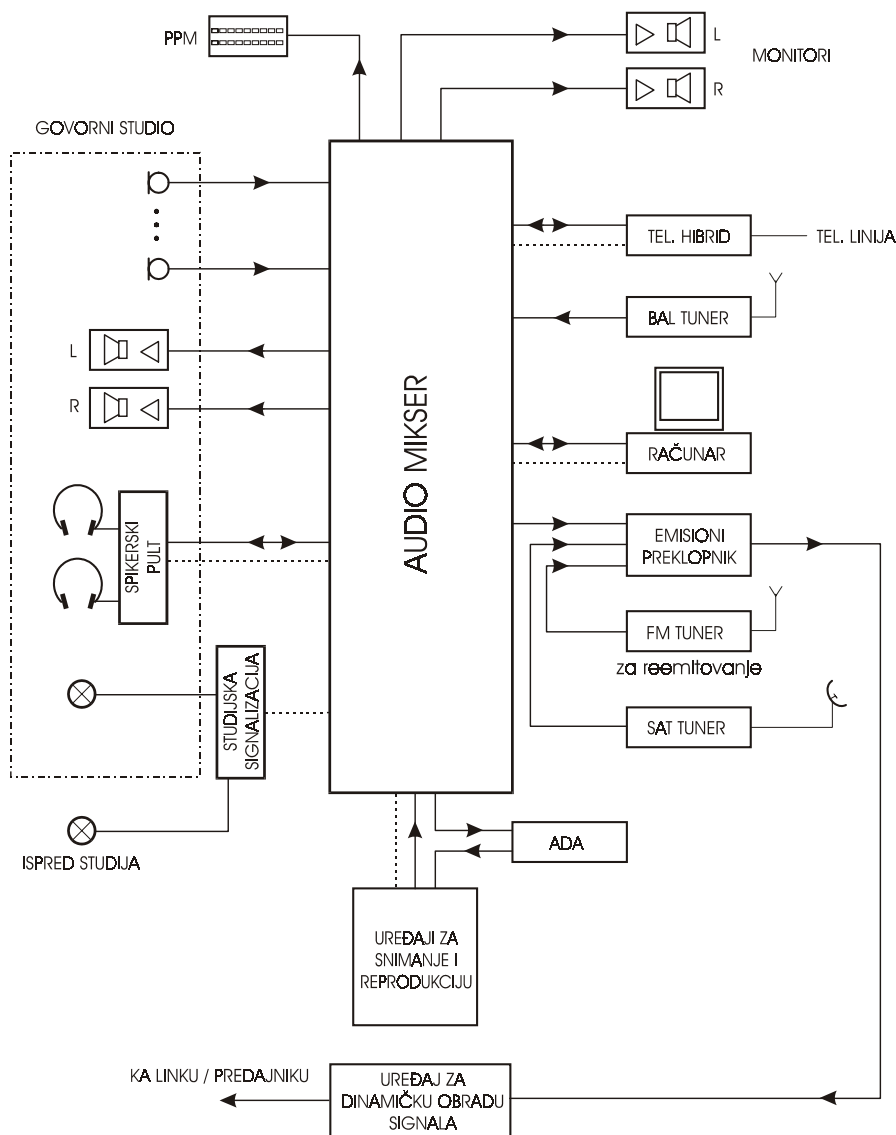 PPM
L
MONITORI
R
GOVORNI STUDIO
TEL. HIBRID
TEL. LINIJA
BAL TUNER
L
R
AUDIO MIKSER
RAČUNAR
SPIKERSKI
PULT
EMISIONI
PREKLOPNIK
FM TUNER
za reemitovanje
STUDIJSKA
SIGNALIZACIJA
SAT TUNER
ISPRED STUDIJA
ADA
UREĐAJI ZA
SNIMANJE I
REPRODUKCIJU
KA LINKU / PREDAJNIKU
UREĐAJ ZA
DINAMIČKU OBRADU
SIGNALA